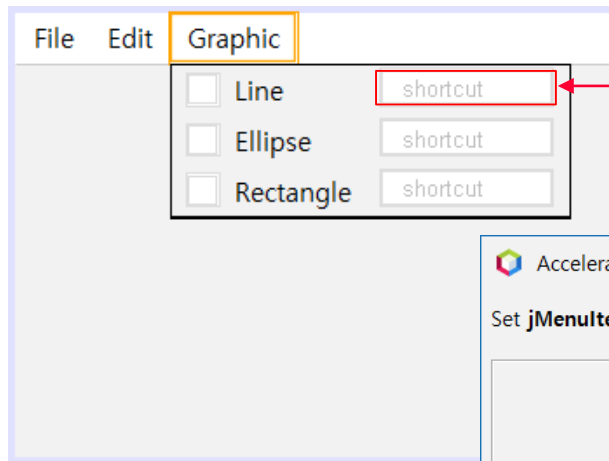 File Edit Graphic
Line shortcut
Ellipse shortcut
Rectangle shortcut
Accelera
Set jMenuIte